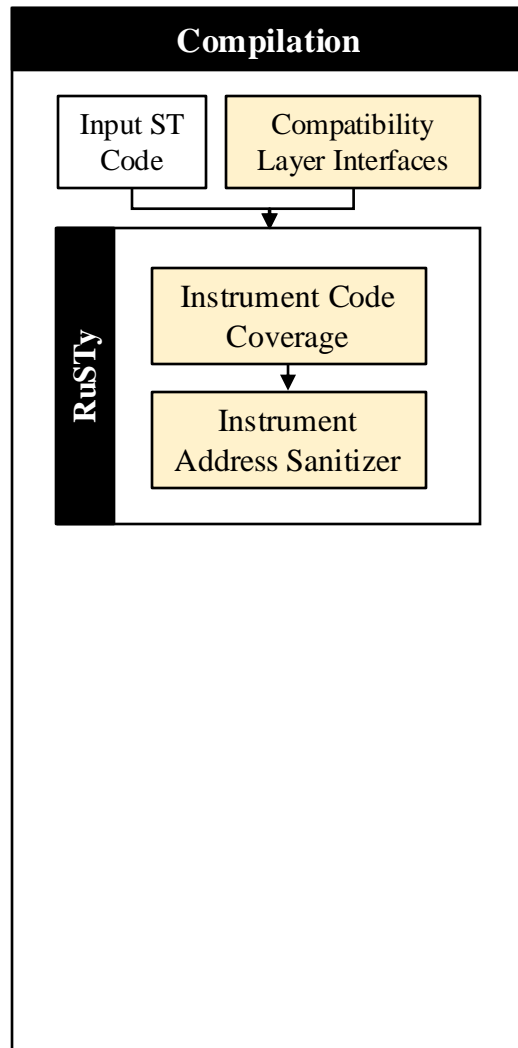 Compilation
Input ST
Code
Compatibility
Layer Interfaces
RuSTy
Instrument Code
Coverage
Instrument
Address Sanitizer